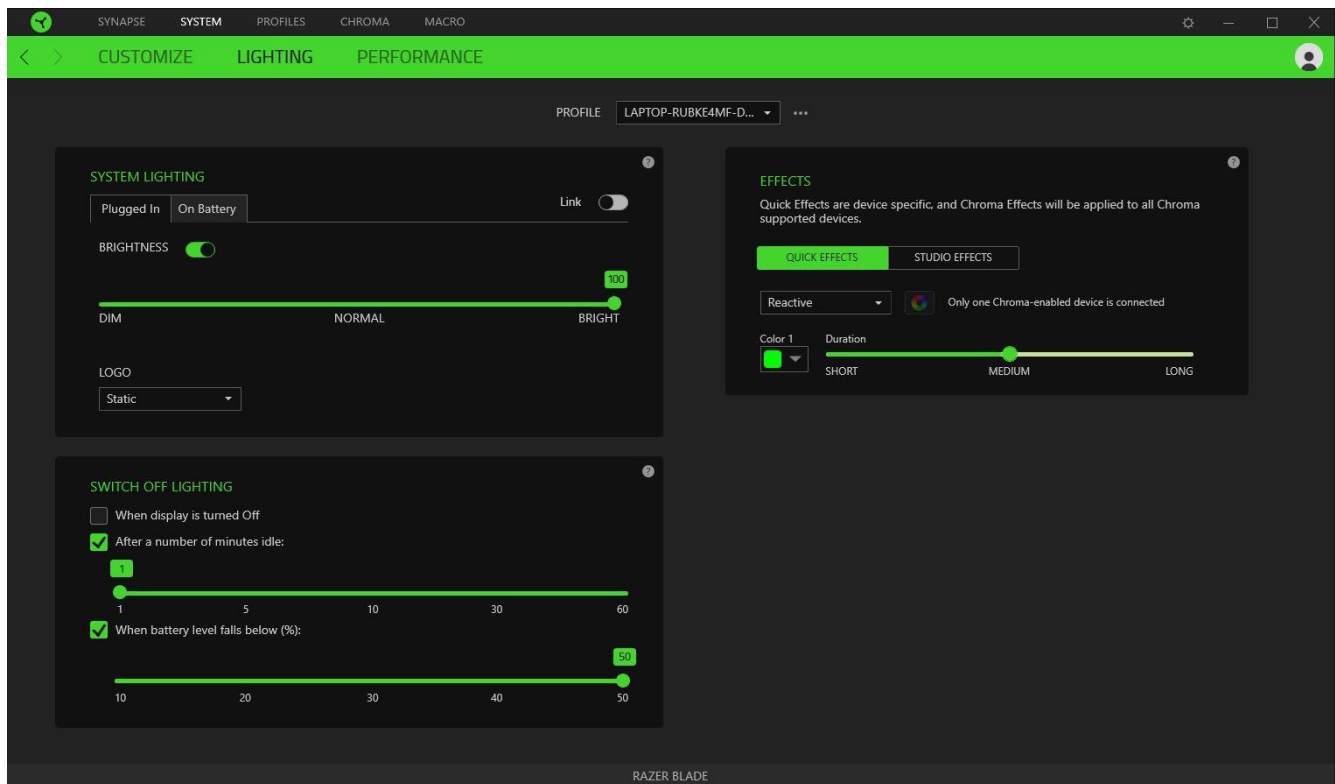 SYNAPSE SYSTEM PROFILES CHROMA MACRO
CUSTOMIZE LIGHTING PERFORMANCE
PROFILE LAPTOP-RUBKE4MF-D...
SYSTEM LIGHTING
Plugged In On Battery Link
BRIGHTNESS
100
DIM NORMAL BRIGHT
LOGO
Static
EFFECTS
Quick Effects are device specific, and Chroma Effects will be applied to all Chroma
supported devices.
QUICK EFFECTS STUDIO EFFECTS
Reactive Only one Chroma-enabled device is connected
Color 1 Duration
SHORT MEDIUM LONG
SWITCH OFF LIGHTING
When display is turned Off
After a number of minutes idle:
1
1 5 10 30 60
When battery level falls below (%):
50
10 20 30 40 50
RAZER BLADE